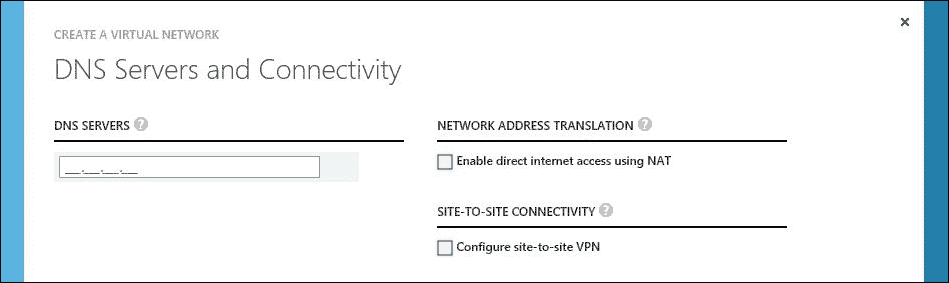 CREATE A VIRTUAL NETWORK
DNS Servers and Connectivity
DNS SERVERS ?
___.___.___.___
NETWORK ADDRESS TRANSLATION ?
Enable direct internet access using NAT
SITE-TO-SITE CONNECTIVITY ?
Configure site-to-site VPN